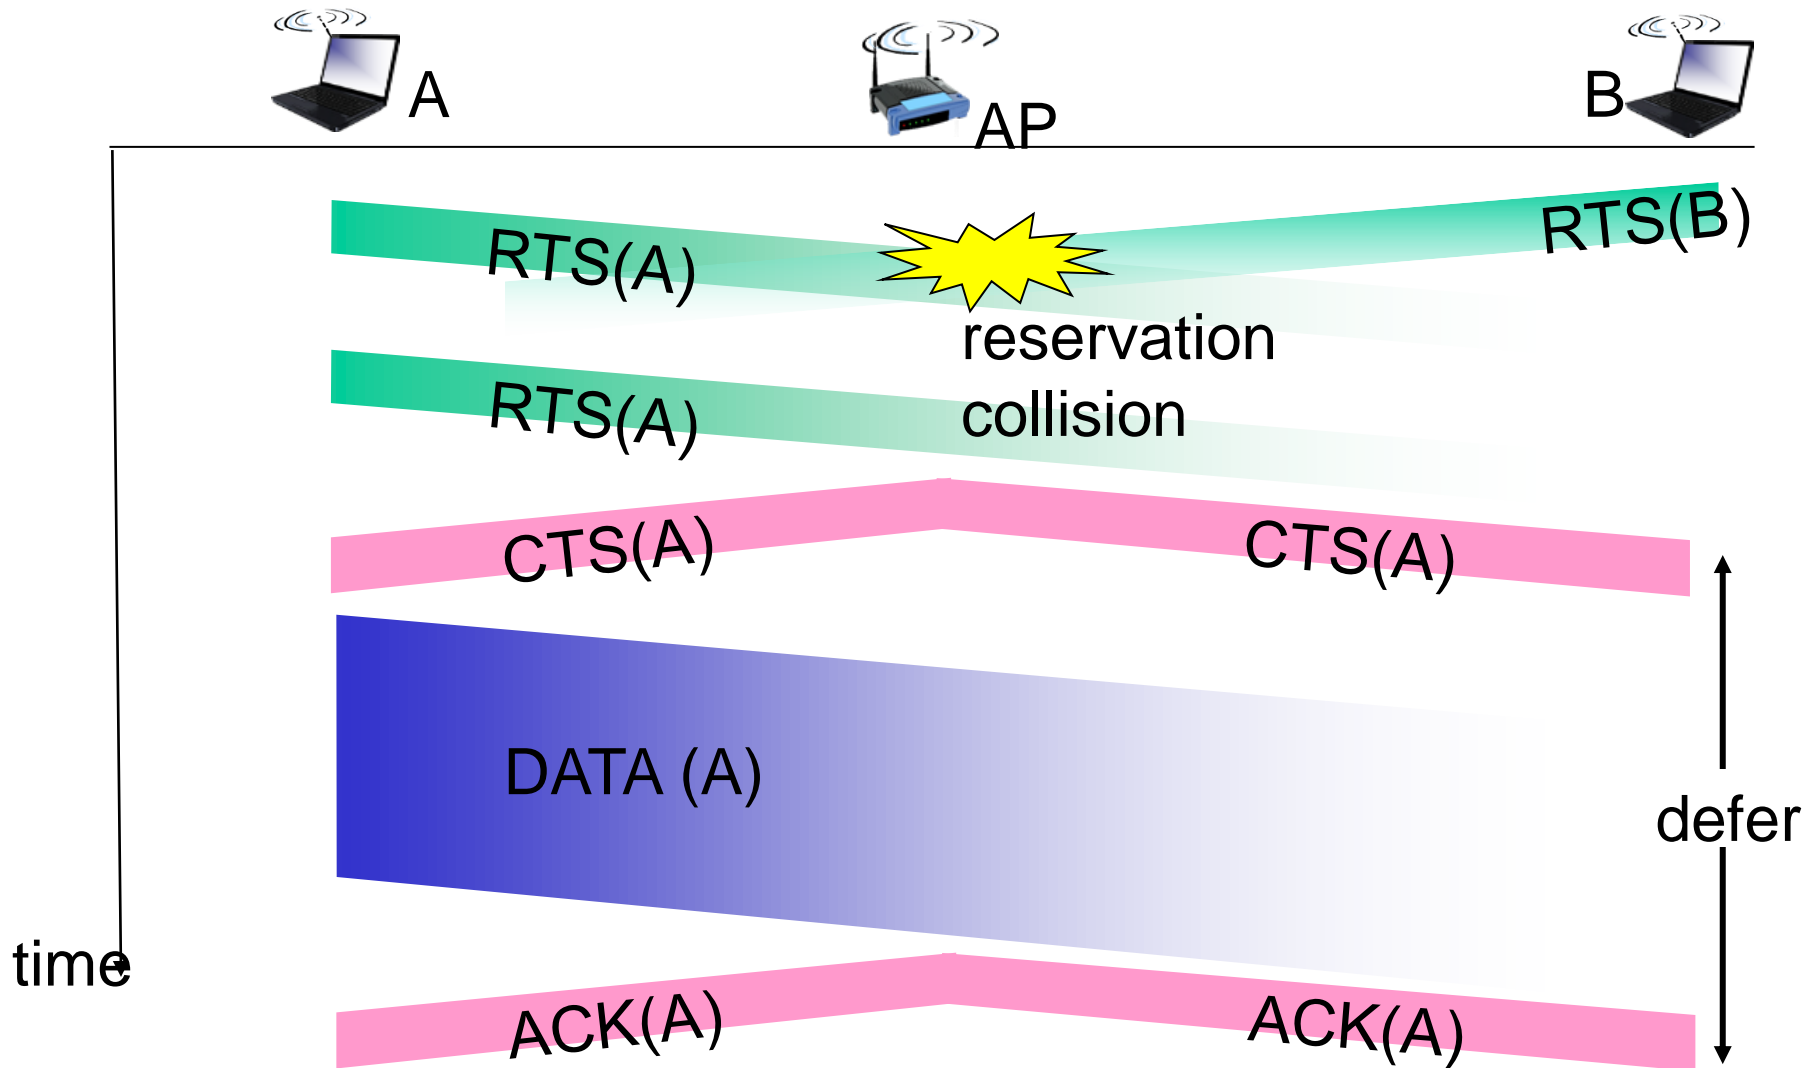 A
AP
B
RTS(A)
RTS(B)
reservation
collision
RTS(A)
CTS(A)
CTS(A)
DATA (A)
defer
time
ACK(A)
ACK(A)